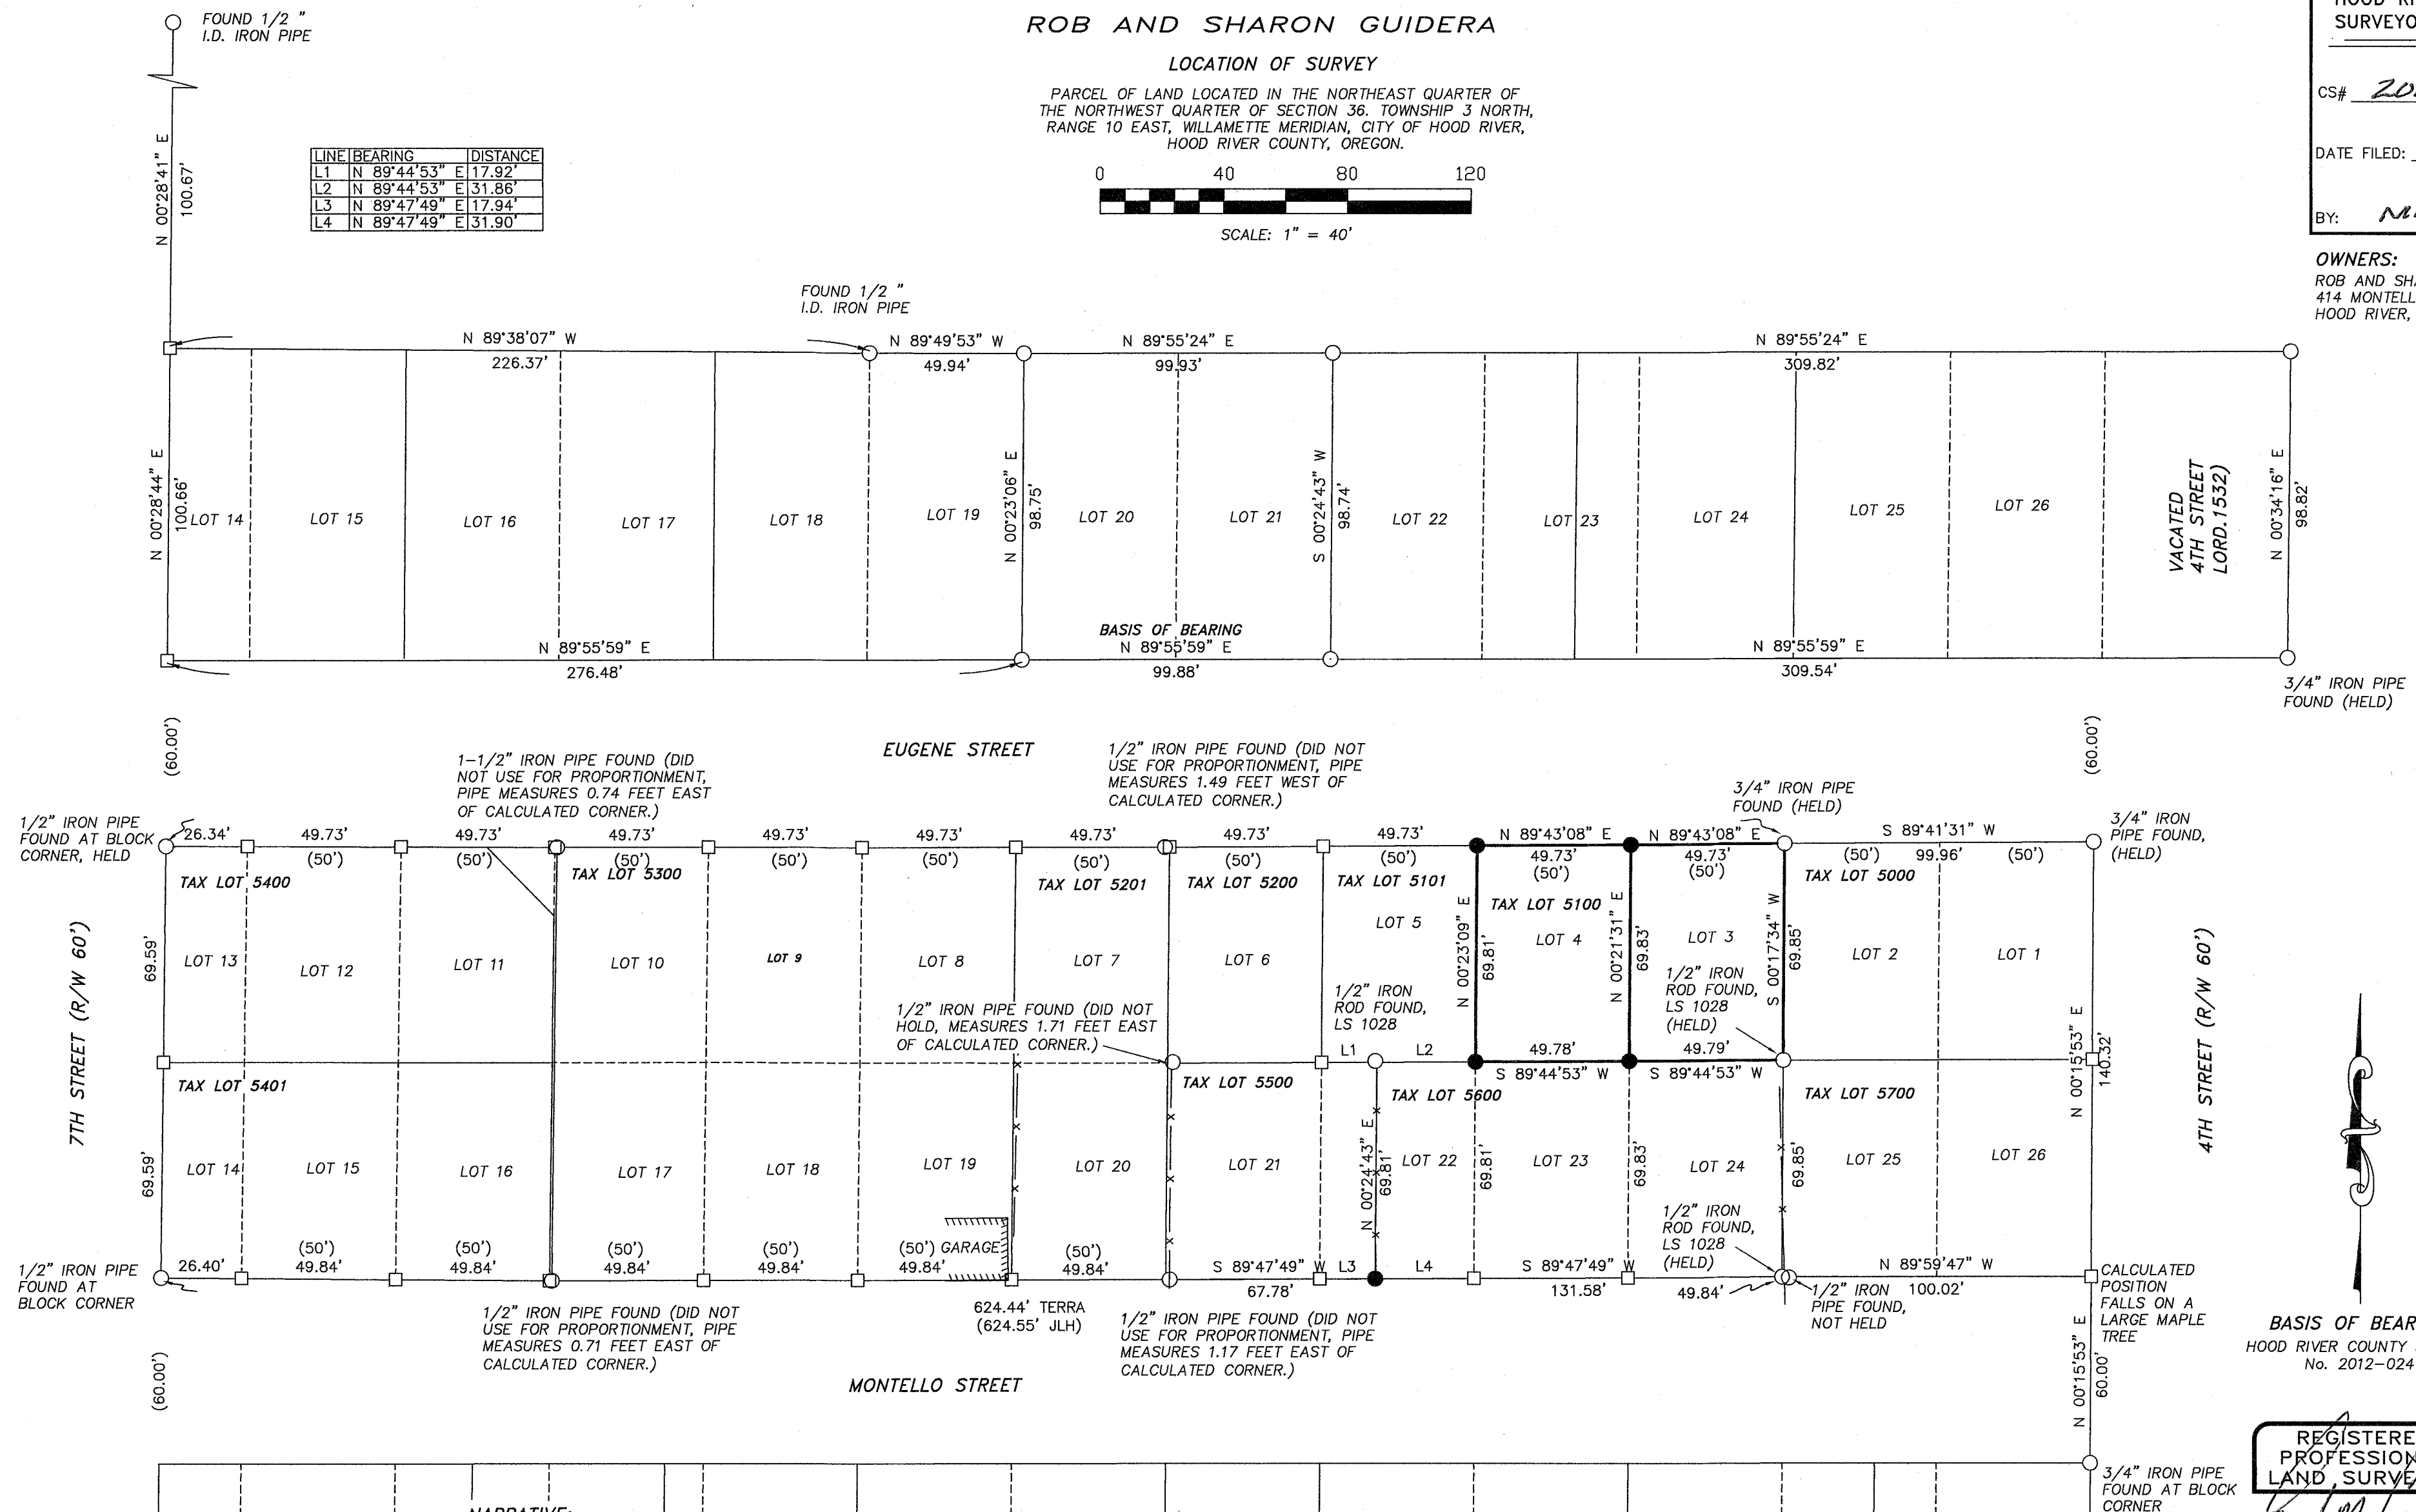 FOUND 1/2 "
I.D. IRON PIPE
ROB AND SHARON GUIDERA
LOCATION OF SURVEY
PARCEL OF LAND LOCATED IN THE NORTHEAST QUARTER OF
THE NORTHWEST QUARTER OF SECTION 36. TOWNSHIP 3 NORTH,
RANGE 10 EAST, WILLAMETTE MERIDIAN, CITY OF HOOD RIVER,
HOOD RIVER COUNTY, OREGON.
0 40 80 120
SCALE: 1" = 40'
SURVEYO
CS#
DATE FILED:
BY:
OWNERS:
ROB AND SHA
414 MONTELL
HOOD RIVER,
N 00°28'41" E
100.67'
LINE BEARING DISTANCE
L1 N 89°44'53" E 17.92'
L2 N 89°44'53" E 31.86'
L3 N 89°47'49" E 17.94'
L4 N 89°47'49" E 31.90'
FOUND 1/2 "
I.D. IRON PIPE
N 89°38'07" W
226.37'
N 89°49'53" W
49.94'
N 89°55'24" E
99.93'
N 89°55'24" E
309.82'
N 00°28'44" E
100.66'
LOT 14
LOT 15
LOT 16
LOT 17
LOT 18
LOT 19
N 00°23'06" E
98.75'
LOT 20
LOT 21
S 00°24'43" W
98.74'
LOT 22
LOT 23
LOT 24
LOT 25
LOT 26
VACATED
4TH STREET
LORD.1532)
N 00°34'16" E
98.82'
N 89°55'59" E
276.48'
BASIS OF BEARING
N 89°55'59" E
99.88'
N 89°55'59" E
309.54'
3/4" IRON PIPE
FOUND (HELD)
(60.00')
EUGENE STREET
(60.00')
1-1/2" IRON PIPE FOUND (DID
NOT USE FOR PROPORTIONMENT,
PIPE MEASURES 0.74 FEET EAST
OF CALCULATED CORNER.)
1/2" IRON PIPE FOUND (DID NOT
USE FOR PROPORTIONMENT, PIPE
MEASURES 1.49 FEET WEST OF
CALCULATED CORNER.)
3/4" IRON PIPE
FOUND (HELD)
1/2" IRON PIPE
FOUND AT BLOCK
CORNER, HELD
3/4" IRON
PIPE FOUND,
(HELD)
26.34' 49.73' 49.73' 49.73' 49.73' 49.73' 49.73' 49.73' 49.73' N 89°43'08" E N 89°43'08" E S 89°41'31" W
(50') (50') (50') (50') (50') (50') (50') (50') 49.73' 49.73' (50') 99.96' (50')
(50') (50')
TAX LOT 5400
TAX LOT 5300
TAX LOT 5201
TAX LOT 5200
TAX LOT 5101
TAX LOT 5100
TAX LOT 5000
7TH STREET (R/W 60')
69.59'
LOT 13
LOT 12
LOT 11
LOT 10
LOT 9
LOT 8
LOT 7
LOT 6
LOT 5
N 00°23'09" E
69.81'
LOT 4
N 00°21'31" E
69.83'
LOT 3
S 00°17'34" W
69.85'
LOT 2
LOT 1
4TH STREET (R/W 60')
1/2" IRON PIPE FOUND (DID NOT
HOLD, MEASURES 1.71 FEET EAST
OF CALCULATED CORNER.)
1/2" IRON
ROD FOUND,
LS 1028
1/2" IRON
ROD FOUND,
LS 1028
(HELD)
L1 L2
49.78' 49.79'
S 89°44'53" W S 89°44'53" W
N 00°15'53" E
140.32'
TAX LOT 5401
TAX LOT 5500
TAX LOT 5600
TAX LOT 5700
69.59'
LOT 14
LOT 15
LOT 16
LOT 17
LOT 18
LOT 19
LOT 20
LOT 21
N 00°24'43" E
69.81'
LOT 22
69.81'
LOT 23
69.83'
LOT 24
69.85'
LOT 25
LOT 26
1/2" IRON
ROD FOUND,
LS 1028
(HELD)
(50') (50') (50') (50') (50') GARAGE (50')
26.40' 49.84' 49.84' 49.84' 49.84' 49.84' 49.84' S 89°47'49" W L3 L4 S 89°47'49" W N 89°59'47" W
67.78' 131.58' 49.84' 100.02'
1/2" IRON PIPE
FOUND AT
BLOCK CORNER
1/2" IRON PIPE FOUND (DID NOT
USE FOR PROPORTIONMENT, PIPE
MEASURES 0.71 FEET EAST OF
CALCULATED CORNER.)
624.44' TERRA
(624.55' JLH)
1/2" IRON PIPE FOUND (DID NOT
USE FOR PROPORTIONMENT, PIPE
MEASURES 1.17 FEET EAST OF
CALCULATED CORNER.)
1/2" IRON
PIPE FOUND,
NOT HELD
CALCULATED
POSITION
FALLS ON A
LARGE MAPLE
TREE
BASIS OF BEAR
HOOD RIVER COUNTY
No. 2012-024
(60.00')
MONTELLO STREET
N 00°15'53" E
60.00'
REGISTERE
PROFESSION
LAND SURVE
3/4" IRON PIPE
FOUND AT BLOCK
CORNER